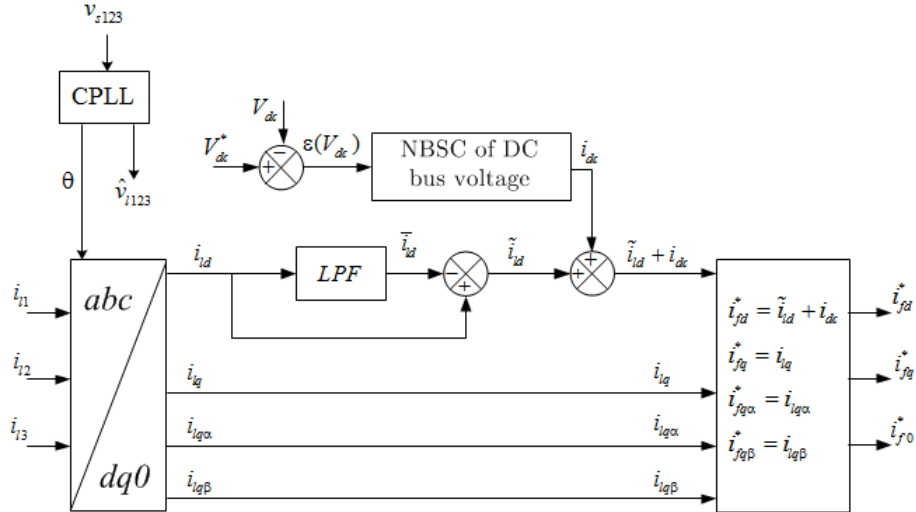 v_s123
CPLL
θ
v̂_l123
V_dc
V*_dc
−
+
ε(V_dc)
NBSC of DC
bus voltage
i_dc
abc
dq0
i_l1
i_l2
i_l3
i_ld
LPF
i̅_ld
−
+
ĩ_ld
+
+
ĩ_ld + i_dc
i_lq
i_lq
i_lqα
i_lqα
i_lqβ
i_lqβ
i*_fd = ĩ_ld + i_dc
i*_fq = i_lq
i*_fqα = i_lqα
i*_fqβ = i_lqβ
i*_fd
i*_fq
i*_f0